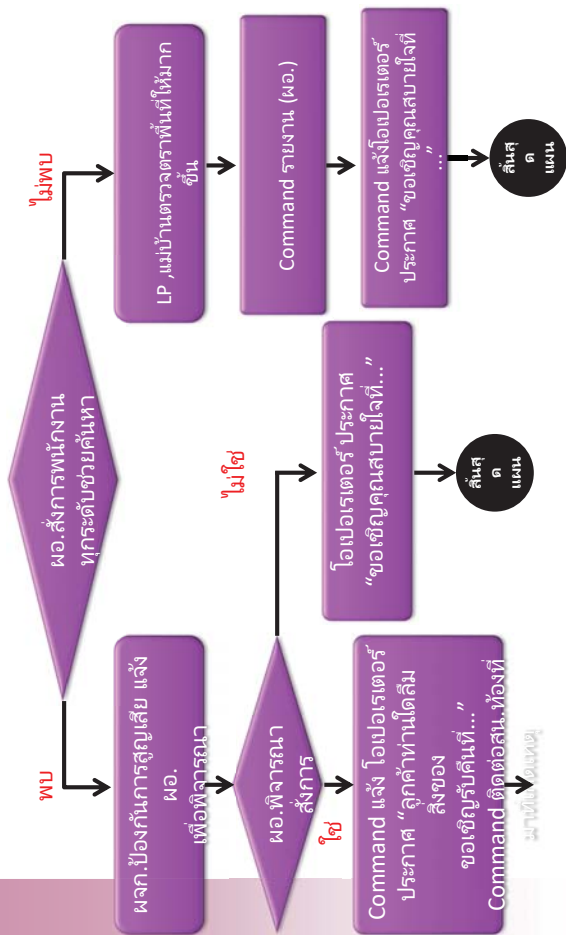 ผอ.สั่งการพนักงาน
ทุกระดับช่วยค้นหา
พบ
ไม่พบ
ผจก.ป้องกันการสูญเสีย แจ้ง
ผอ.
เพื่อพิจารณา
ผอ.พิจารณา
สั่งการ
ใช่
ไม่ใช่
Command แจ้ง โอเปอเรเตอร์
ประกาศ “ลูกค้าท่านใดลืม
สิ่งของ
ขอเชิญรับคืนที่...”
Command ติดต่อสน.ท้องที่
มาที่เกิดเหตุ
โอเปอเรเตอร์ ประกาศ
“ขอเชิญคุณสบายใจที่...”
สิ้นสุ
ด
แผน
LP ,แม่บ้านตรวจตราพื้นที่ให้มาก
ขึ้น
Command รายงาน (ผอ.)
Command แจ้งโอเปอเรเตอร์
ประกาศ “ขอเชิญคุณสบายใจที่
...”
สิ้นสุ
ด
แผน